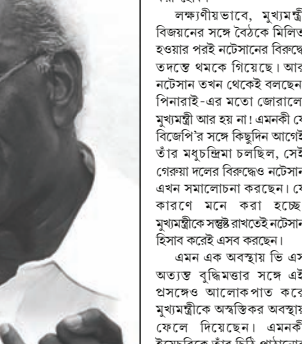 লক্ষ্যণীয়ভাবে, মুখ্যমন্ত্রী
বিজয়নের সঙ্গে বৈঠকে মিলিত
হওয়ার পরই নটেসানের বিরুদ্ধে
তদন্তে থমকে গিয়েছে। আর
নটেসান তখন থেকেই বলছেন
পিনারাই-এর মতো জোরালো
মুখ্যমন্ত্রী আর হয় না! এমনকী যে
বিজেপি'র সঙ্গে কিছুদিন আগেই
তাঁর মধুচন্দ্রিমা চলছিল, সেই
গেরুয়া দলের বিরুদ্ধেও নটেসান
এখন সমালোচনা করছেন। যে
কারণে মনে করা হচ্ছে
মুখ্যমন্ত্রীকে সন্তুষ্ট রাখতেই নটেসান
হিসাব করেই এসব করছেন।
এমন এক অবস্থায় ভি এস
অত্যন্ত বুদ্ধিমত্তার সঙ্গে এই
প্রসঙ্গেও আলোকপাত করে
মুখ্যমন্ত্রীকে অস্বস্তিকর অবস্থায়
ফেলে দিয়েছেন। এমনকী